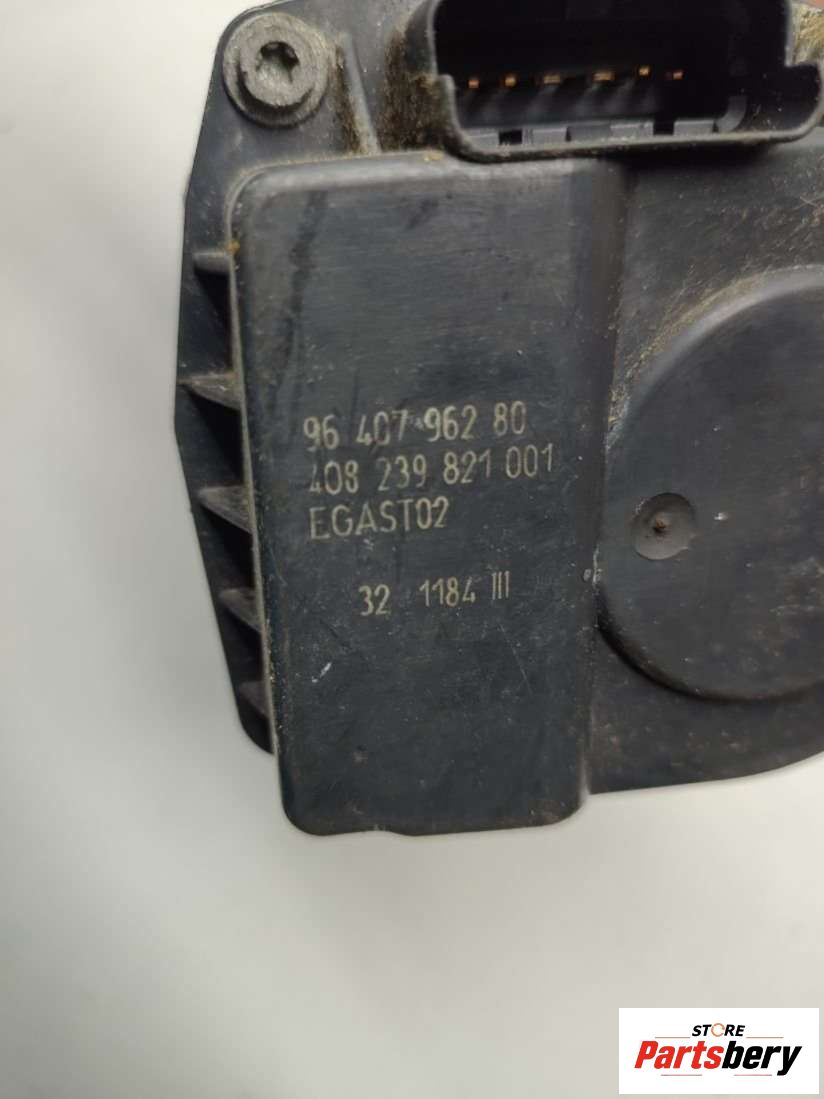 96 407 962 80
408 239 821 001
EGAST02
32 1184 III
STORE
Partsbery